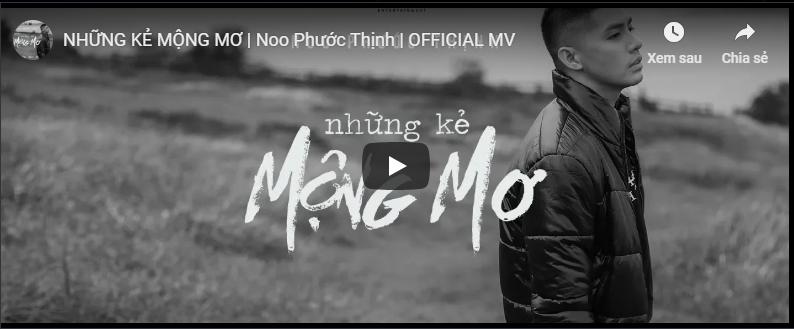 NHỮNG KẺ MỘNG MƠ | Noo Phước Thịnh | OFFICIAL MV
Xem sau
Chia sẻ
những kẻ
MỘNG MƠ